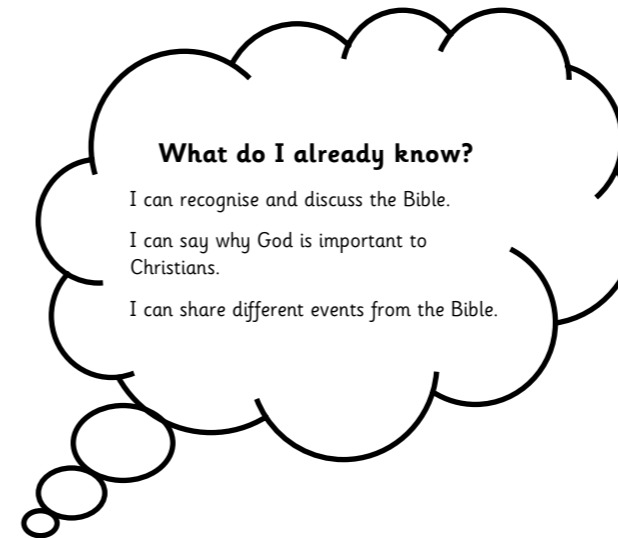 What do I already know?
I can recognise and discuss the Bible.
I can say why God is important to
Christians.
I can share different events from the Bible.